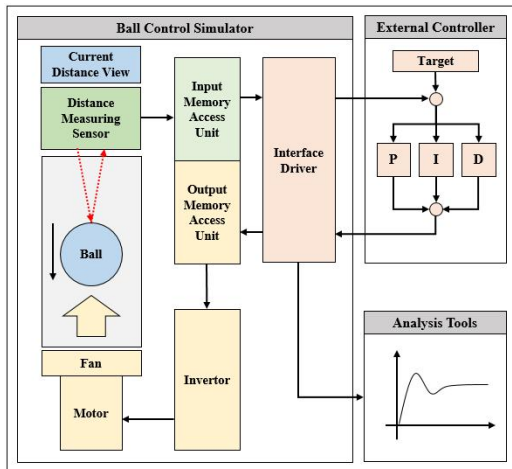 Ball Control Simulator
Current
Distance View
Distance
Measuring
Sensor
Input
Memory
Access
Unit
Output
Memory
Access
Unit
Interface
Driver
Ball
Fan
Motor
Invertor
External Controller
Target
P
I
D
Analysis Tools